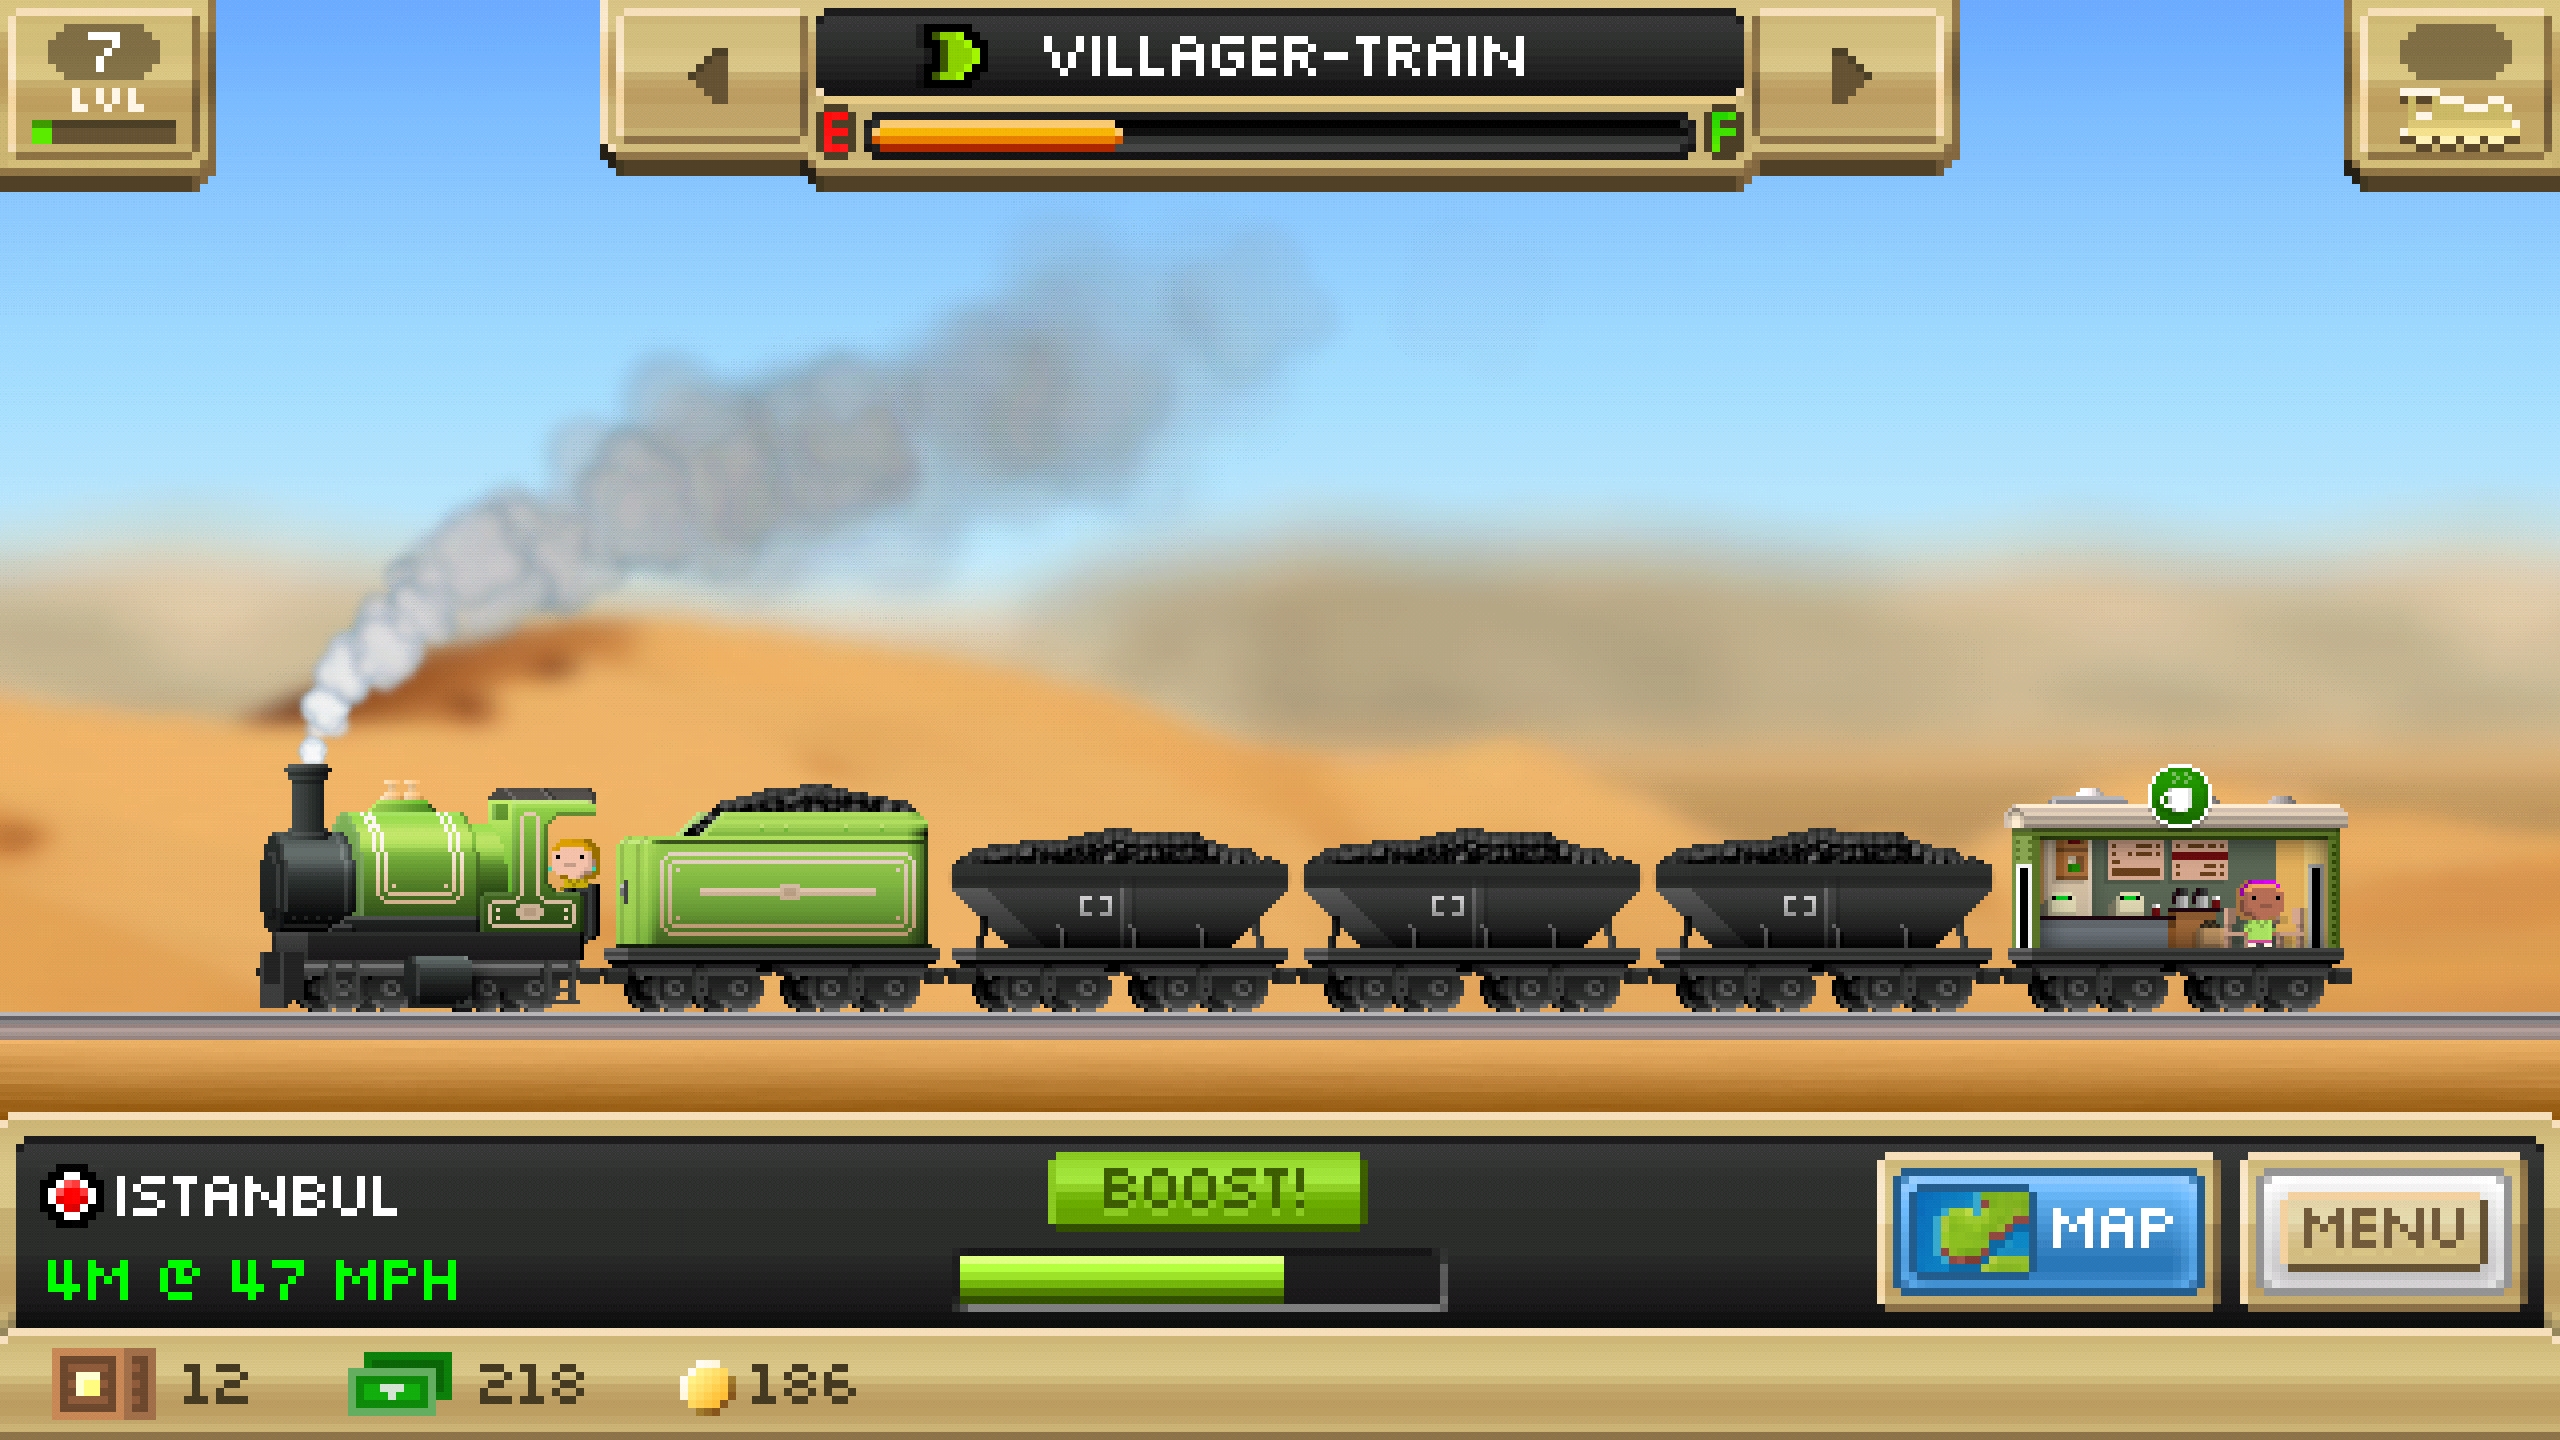 7
LVL
VILLAGER-TRAIN
E F
ISTANBUL
4M @ 47 MPH
BOOST!
MAP
MENU
12 218 186